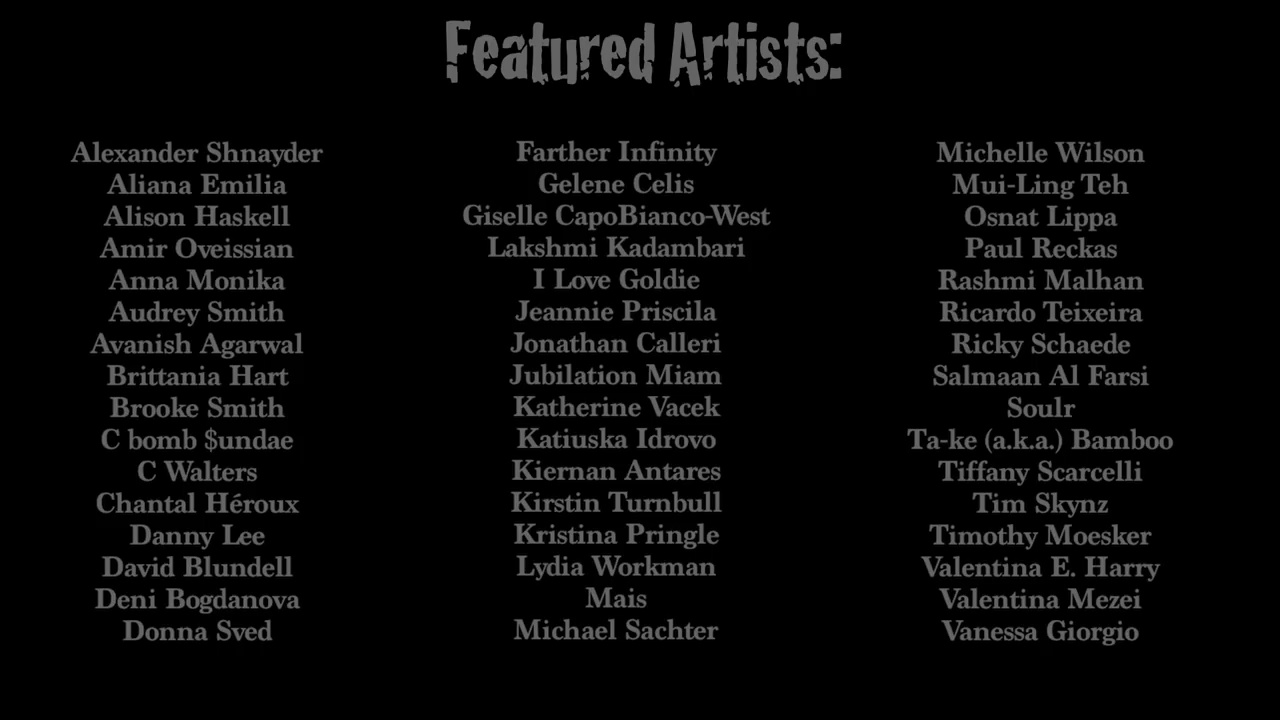 Featured Artists:
Alexander Shnayder
Aliana Emilia
Alison Haskell
Amir Oveissian
Anna Monika
Audrey Smith
Avanish Agarwal
Brittania Hart
Brooke Smith
C bomb $undae
C Walters
Chantal Héroux
Danny Lee
David Blundell
Deni Bogdanova
Donna Sved
Farther Infinity
Gelene Celis
Giselle CapoBianco-West
Lakshmi Kadambari
I Love Goldie
Jeannie Priscila
Jonathan Calleri
Jubilation Miam
Katherine Vacek
Katiuska Idrovo
Kiernan Antares
Kirstin Turnbull
Kristina Pringle
Lydia Workman
Mais
Michael Sachter
Michelle Wilson
Mui-Ling Teh
Osnat Lippa
Paul Reckas
Rashmi Malhan
Ricardo Teixeira
Ricky Schaede
Salmaan Al Farsi
Soulr
Ta-ke (a.k.a.) Bamboo
Tiffany Scarcelli
Tim Skynz
Timothy Moesker
Valentina E. Harry
Valentina Mezei
Vanessa Giorgio